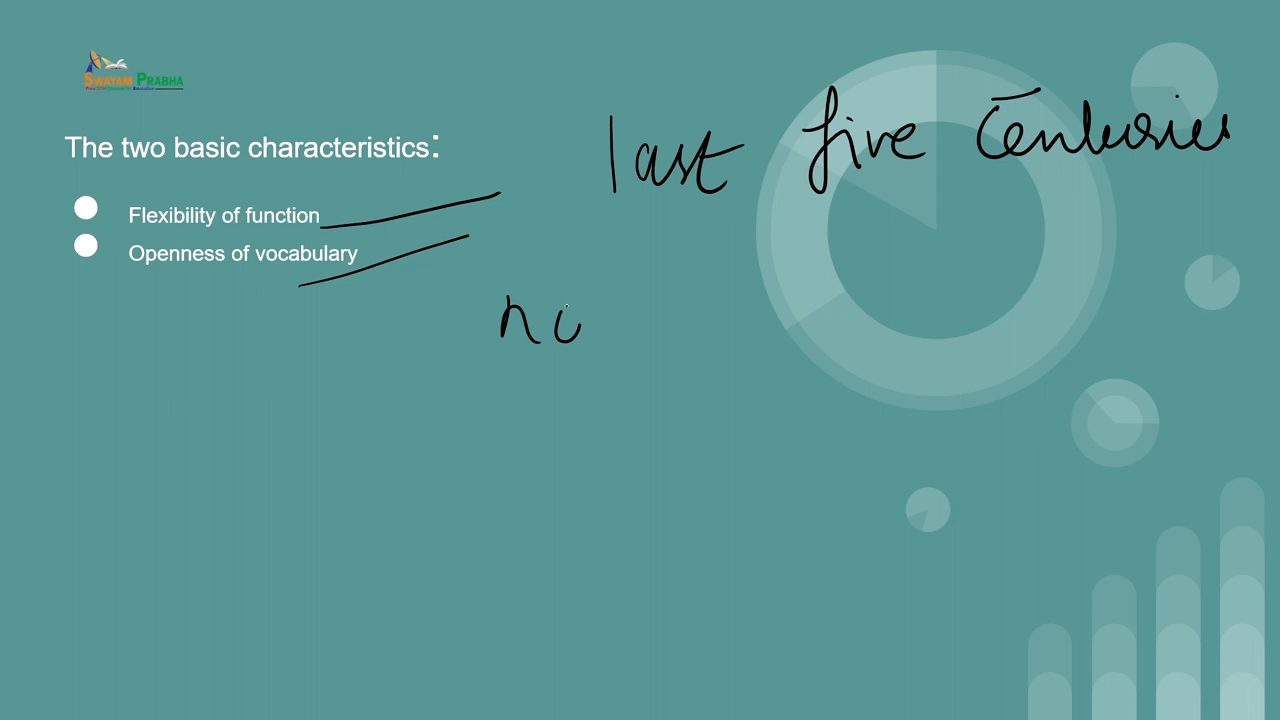 SWAYAM PRABHA
The two basic characteristics:
last five centuries
Flexibility of function
Openness of vocabulary